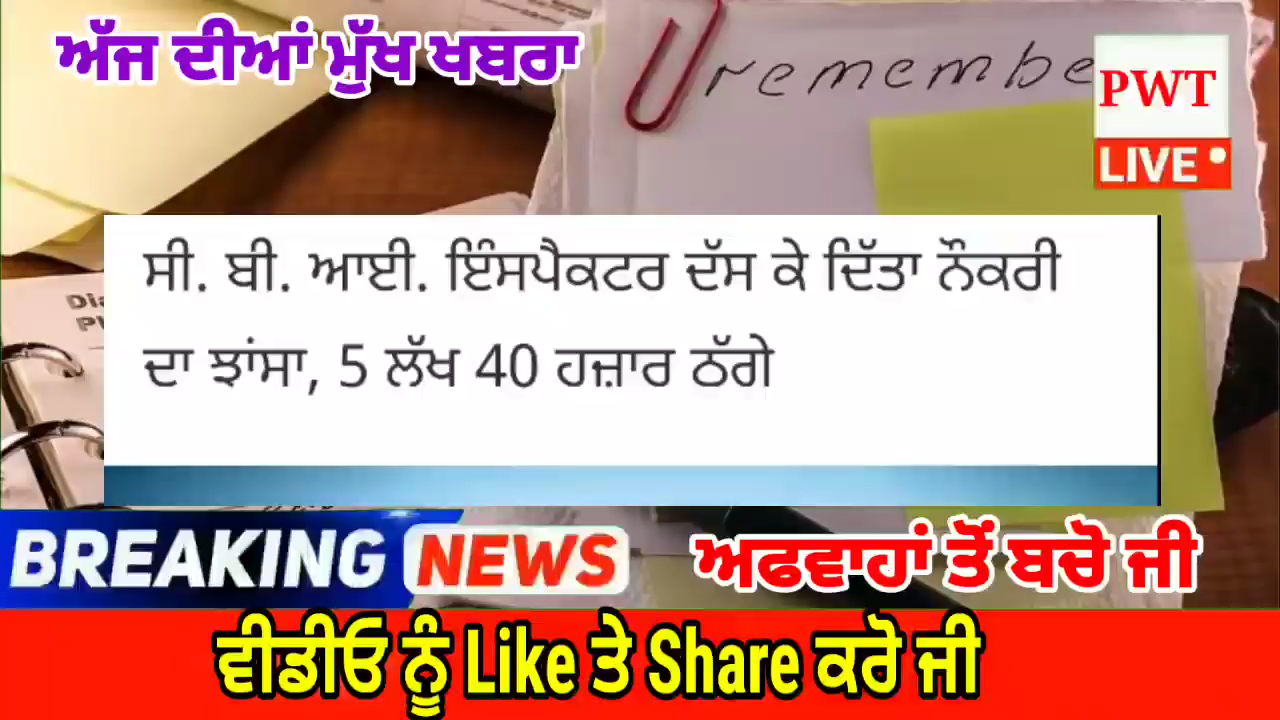 ਅੱਜ ਦੀਆਂ ਮੁੱਖ ਖਬਰਾ
remembe
PWT
LIVE
ਸੀ. ਬੀ. ਆਈ. ਇੰਸਪੈਕਟਰ ਦੱਸ ਕੇ ਦਿੱਤਾ ਨੌਕਰੀ
ਦਾ ਝਾਂਸਾ, 5 ਲੱਖ 40 ਹਜ਼ਾਰ ਠੱਗੇ
BREAKING NEWS
ਅਫਵਾਹਾਂ ਤੋਂ ਬਚੋ ਜੀ
ਵੀਡੀਓ ਨੂੰ Like ਤੇ Share ਕਰੋ ਜੀ